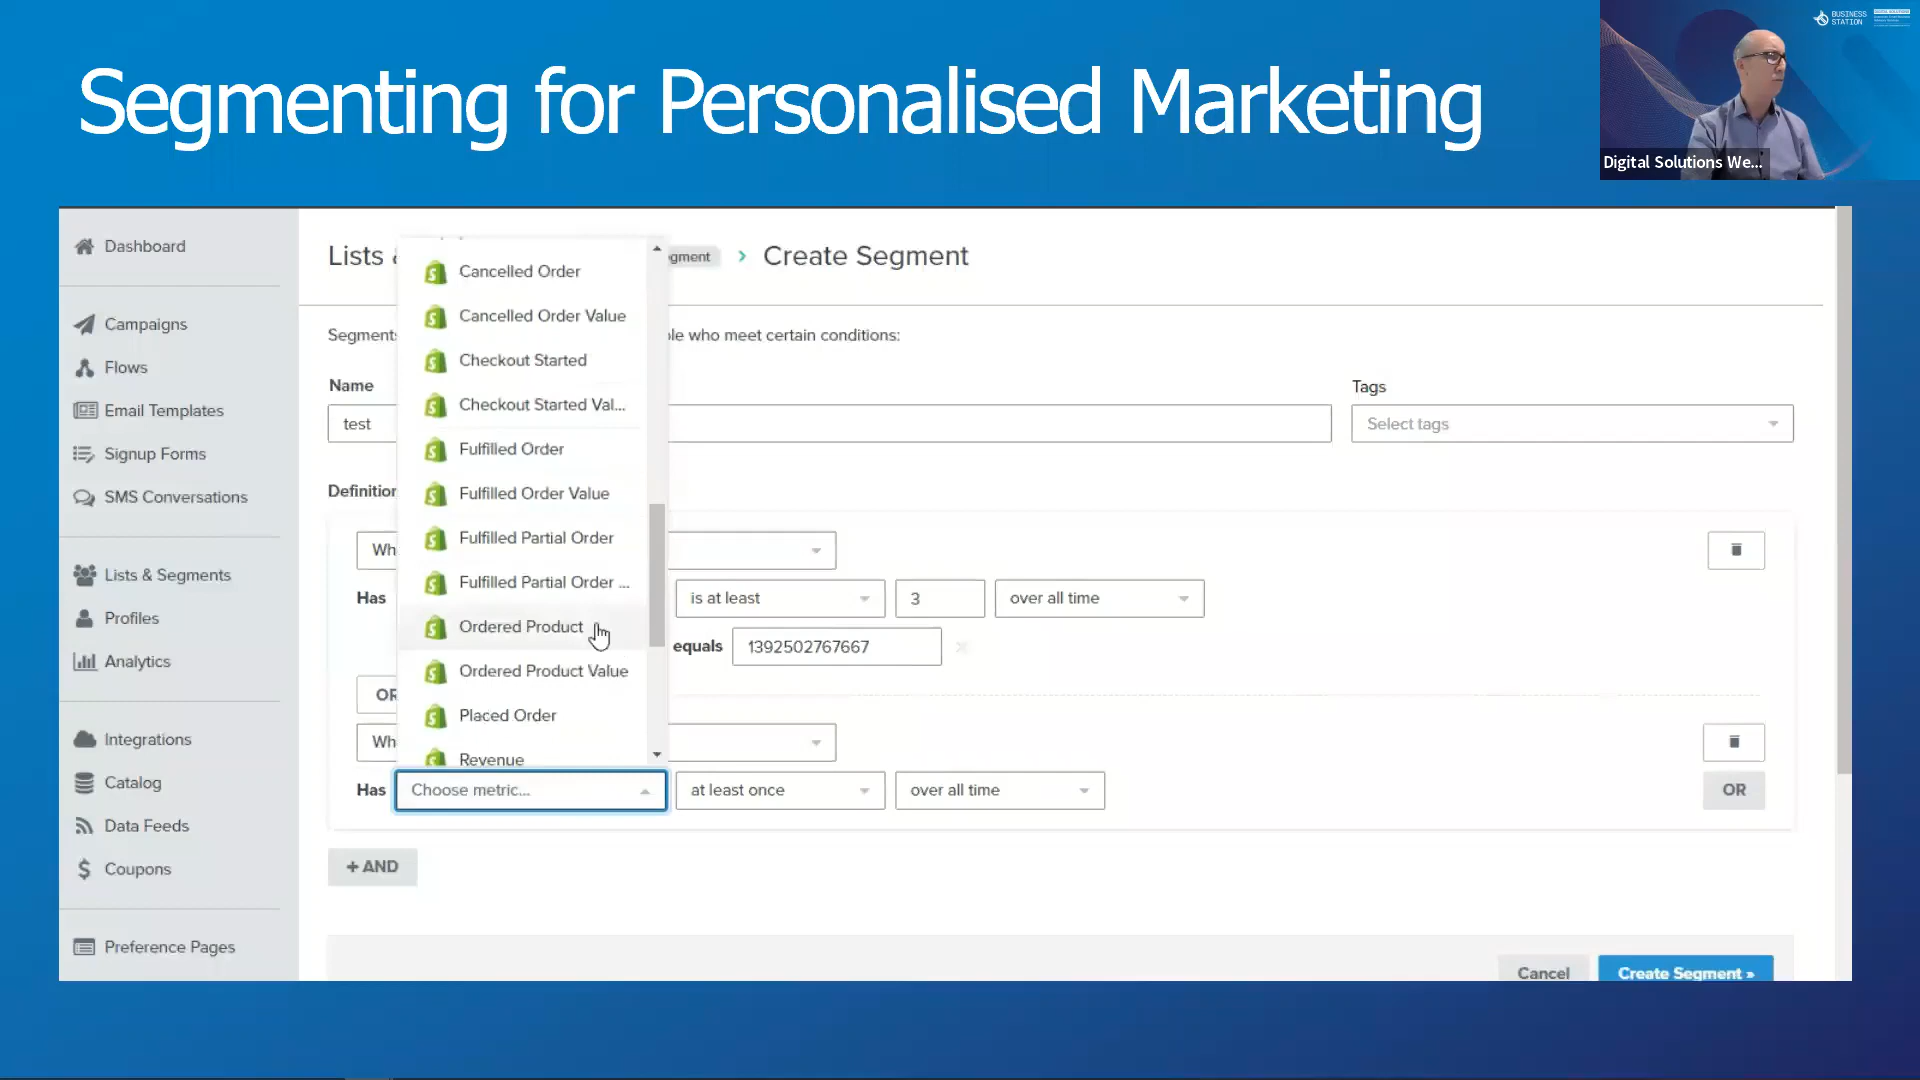 Segmenting for Personalised Marketing
BUSINESS
STATION
Digital Solutions We...
Dashboard
Campaigns
Flows
Email Templates
Signup Forms
SMS Conversations
Lists & Segments
Profiles
Analytics
Integrations
Catalog
Data Feeds
Coupons
Preference Pages
Lists
gment
Create Segment
Segments
ple who meet certain conditions:
Name
Tags
test
Select tags
Definition
Cancelled Order
Cancelled Order Value
Checkout Started
Checkout Started Val...
Fulfilled Order
Fulfilled Order Value
Fulfilled Partial Order
Fulfilled Partial Order ...
Ordered Product
Ordered Product Value
Placed Order
Revenue
Wh
Has
is at least
3
over all time
equals
1392502767667
OR
Wh
Has
Choose metric...
at least once
over all time
OR
+ AND
Cancel
Create Segment »